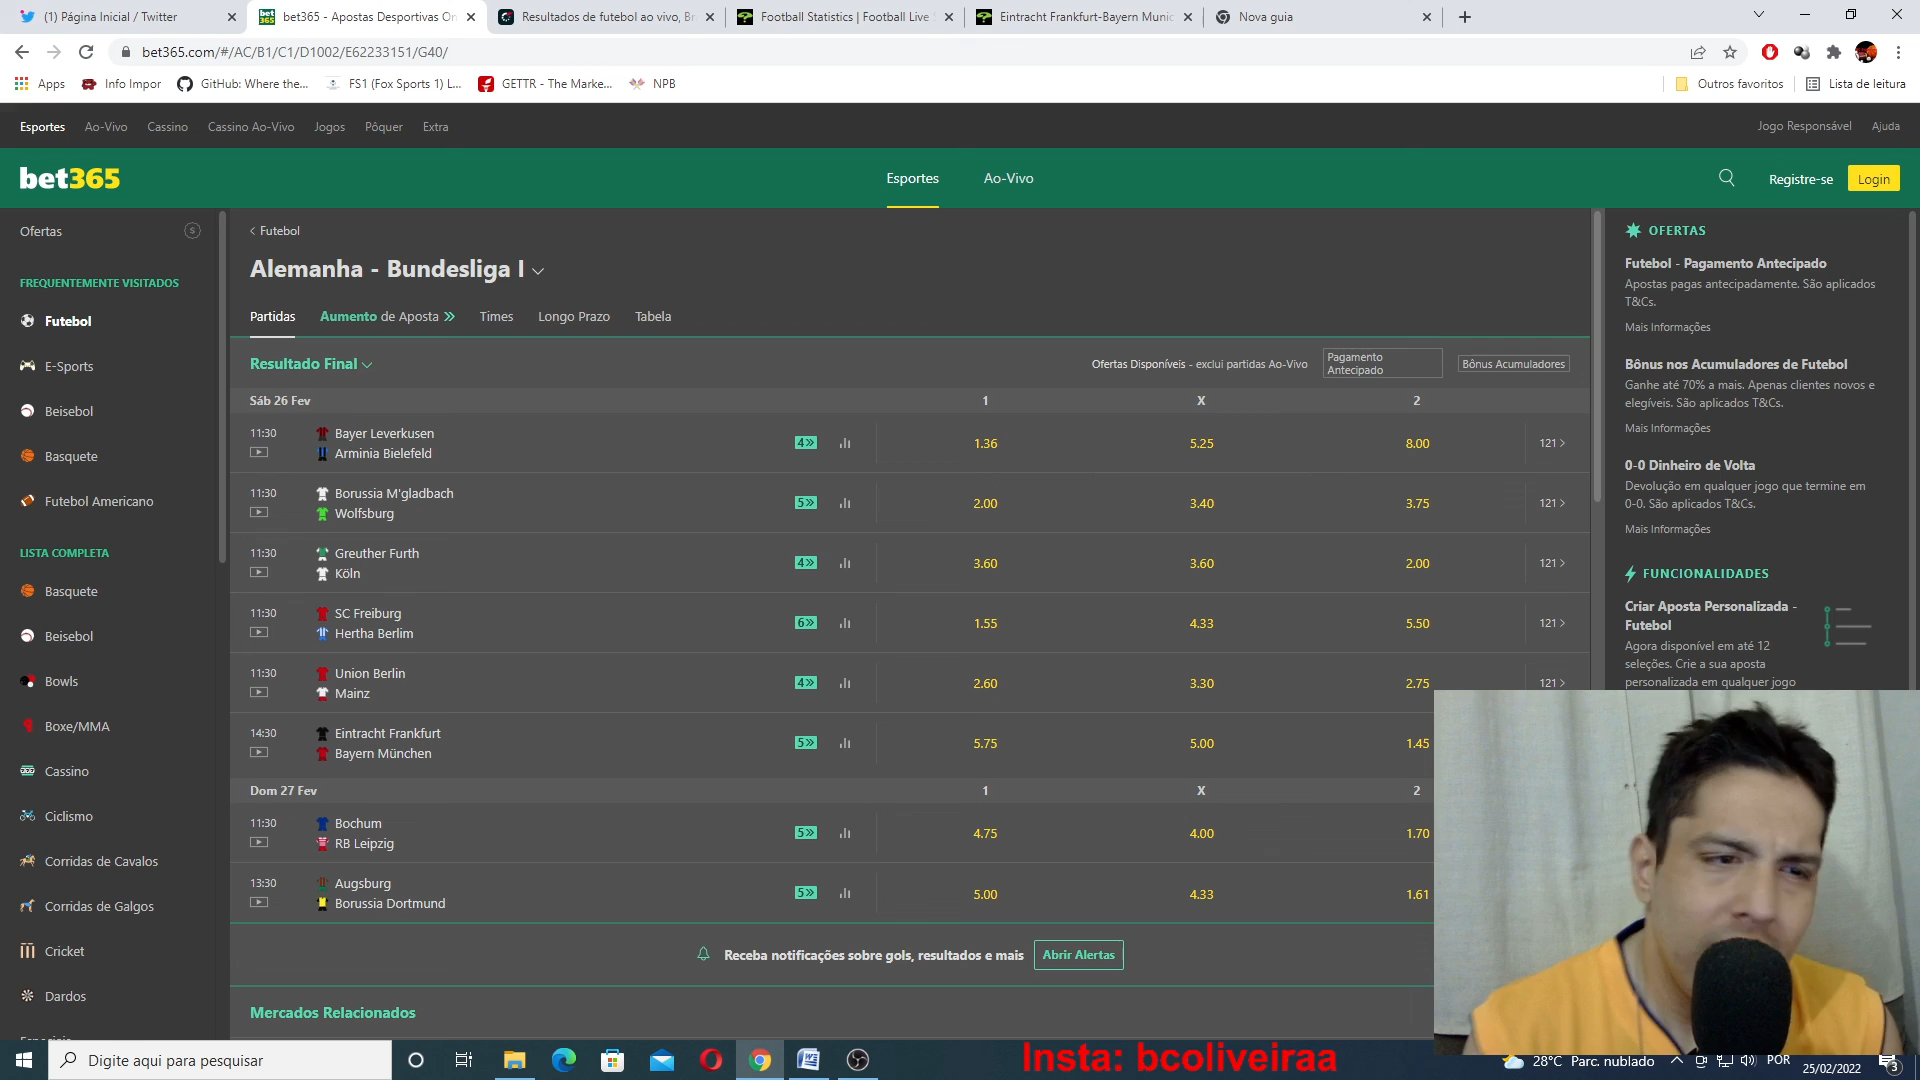 (1) Página Inicial / Twitter
bet365 - Apostas Desportivas On
Resultados de futebol ao vivo, Br
Football Statistics | Football Live
Eintracht Frankfurt-Bayern Munic
Nova guia
bet365.com/#/AC/B1/C1/D1002/E62233151/G40/
Apps
Info Impor
GitHub: Where the...
FS1 (Fox Sports 1) L...
GETTR - The Marke...
NPB
Outros favoritos
Lista de leitura
Esportes
Ao-Vivo
Cassino
Cassino Ao-Vivo
Jogos
Pôquer
Extra
Jogo Responsável
Ajuda
bet365
Esportes
Ao-Vivo
Registre-se
Login
Ofertas
FREQUENTEMENTE VISITADOS
Futebol
E-Sports
Beisebol
Basquete
Futebol Americano
LISTA COMPLETA
Basquete
Beisebol
Bowls
Boxe/MMA
Cassino
Ciclismo
Corridas de Cavalos
Corridas de Galgos
Cricket
Dardos
Futebol
Alemanha - Bundesliga I
Partidas
Aumento de Aposta
Times
Longo Prazo
Tabela
Resultado Final
Ofertas Disponíveis - exclui partidas Ao-Vivo
Pagamento
Antecipado
Bônus Acumuladores
Sáb 26 Fev 1 X 2
11:30 Bayer Leverkusen
Arminia Bielefeld
4» 1.36 5.25 8.00 121 >
11:30 Borussia M'gladbach
Wolfsburg
5» 2.00 3.40 3.75 121 >
11:30 Greuther Furth
Köln
4» 3.60 3.60 2.00 121 >
11:30 SC Freiburg
Hertha Berlim
6» 1.55 4.33 5.50 121 >
11:30 Union Berlin
Mainz
4» 2.60 3.30 2.75 121 >
14:30 Eintracht Frankfurt
Bayern München
5» 5.75 5.00 1.45
Dom 27 Fev 1 X 2
11:30 Bochum
RB Leipzig
5» 4.75 4.00 1.70
13:30 Augsburg
Borussia Dortmund
5» 5.00 4.33 1.61
Receba notificações sobre gols, resultados e mais
Abrir Alertas
Mercados Relacionados
OFERTAS
Futebol - Pagamento Antecipado
Apostas pagas antecipadamente. São aplicados
T&Cs.
Mais Informações
Bônus nos Acumuladores de Futebol
Ganhe até 70% a mais. Apenas clientes novos e
elegíveis. São aplicados T&Cs.
Mais Informações
0-0 Dinheiro de Volta
Devolução em qualquer jogo que termine em
0-0. São aplicados T&Cs.
Mais Informações
FUNCIONALIDADES
Criar Aposta Personalizada -
Futebol
Agora disponível em até 12
seleções. Crie a sua aposta
personalizada em qualquer jogo
Digite aqui para pesquisar
Insta: bcoliveiraa
28°C Parc. nublado
POR
25/02/2022
3